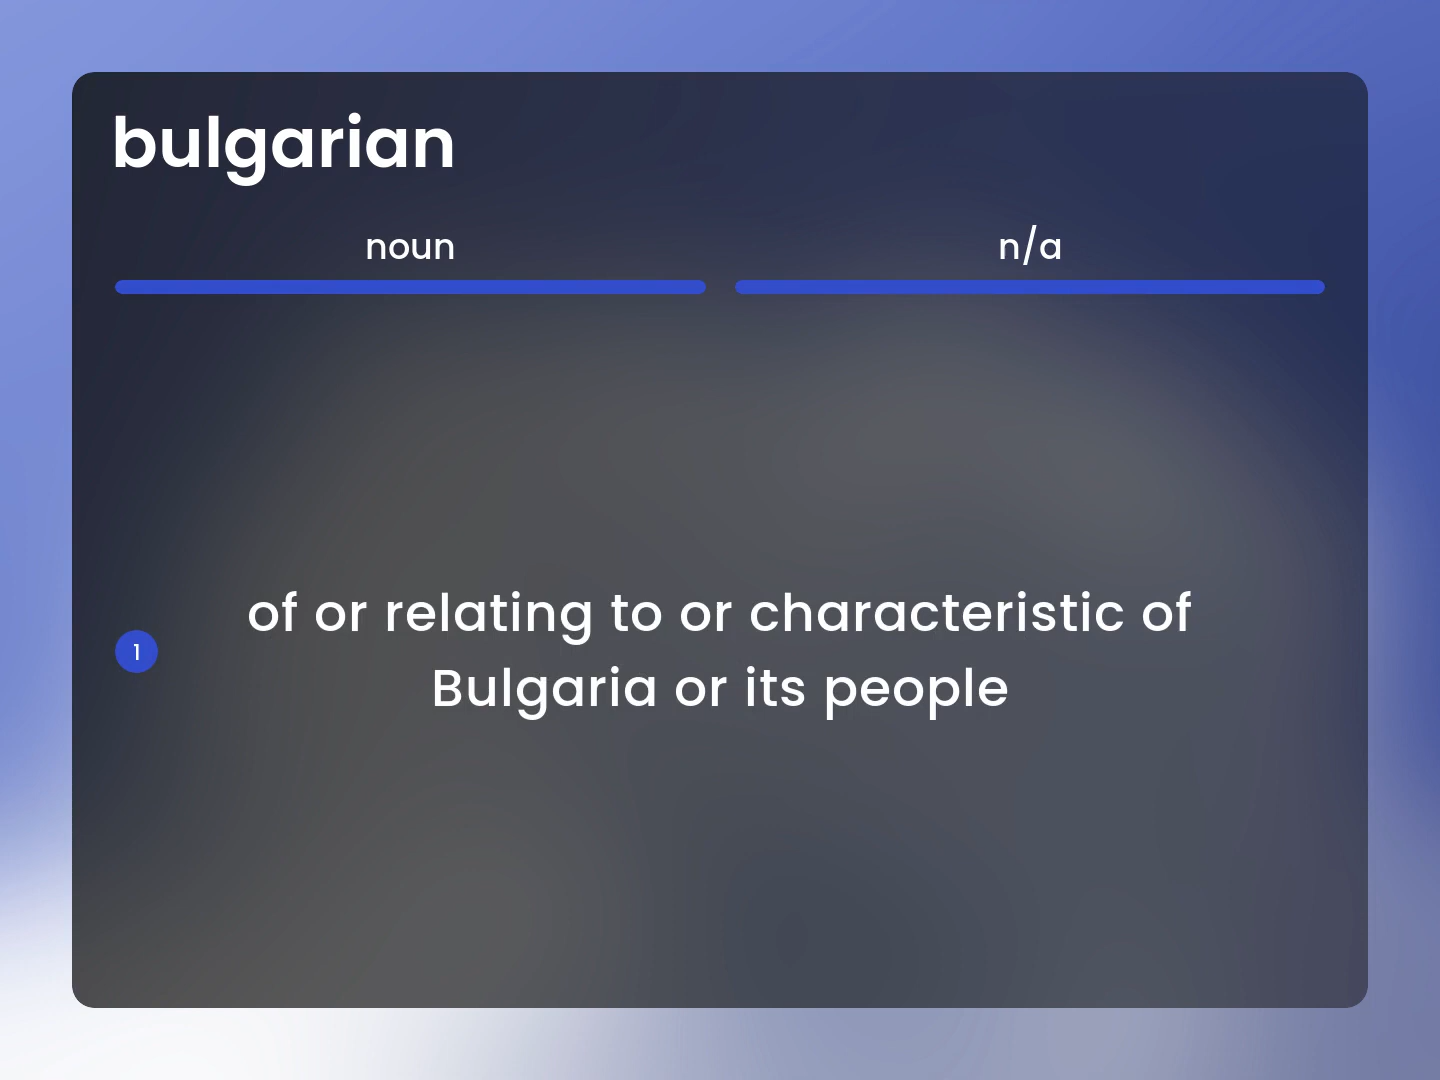 bulgarian
noun
n/a
1
of or relating to or characteristic of
Bulgaria or its people